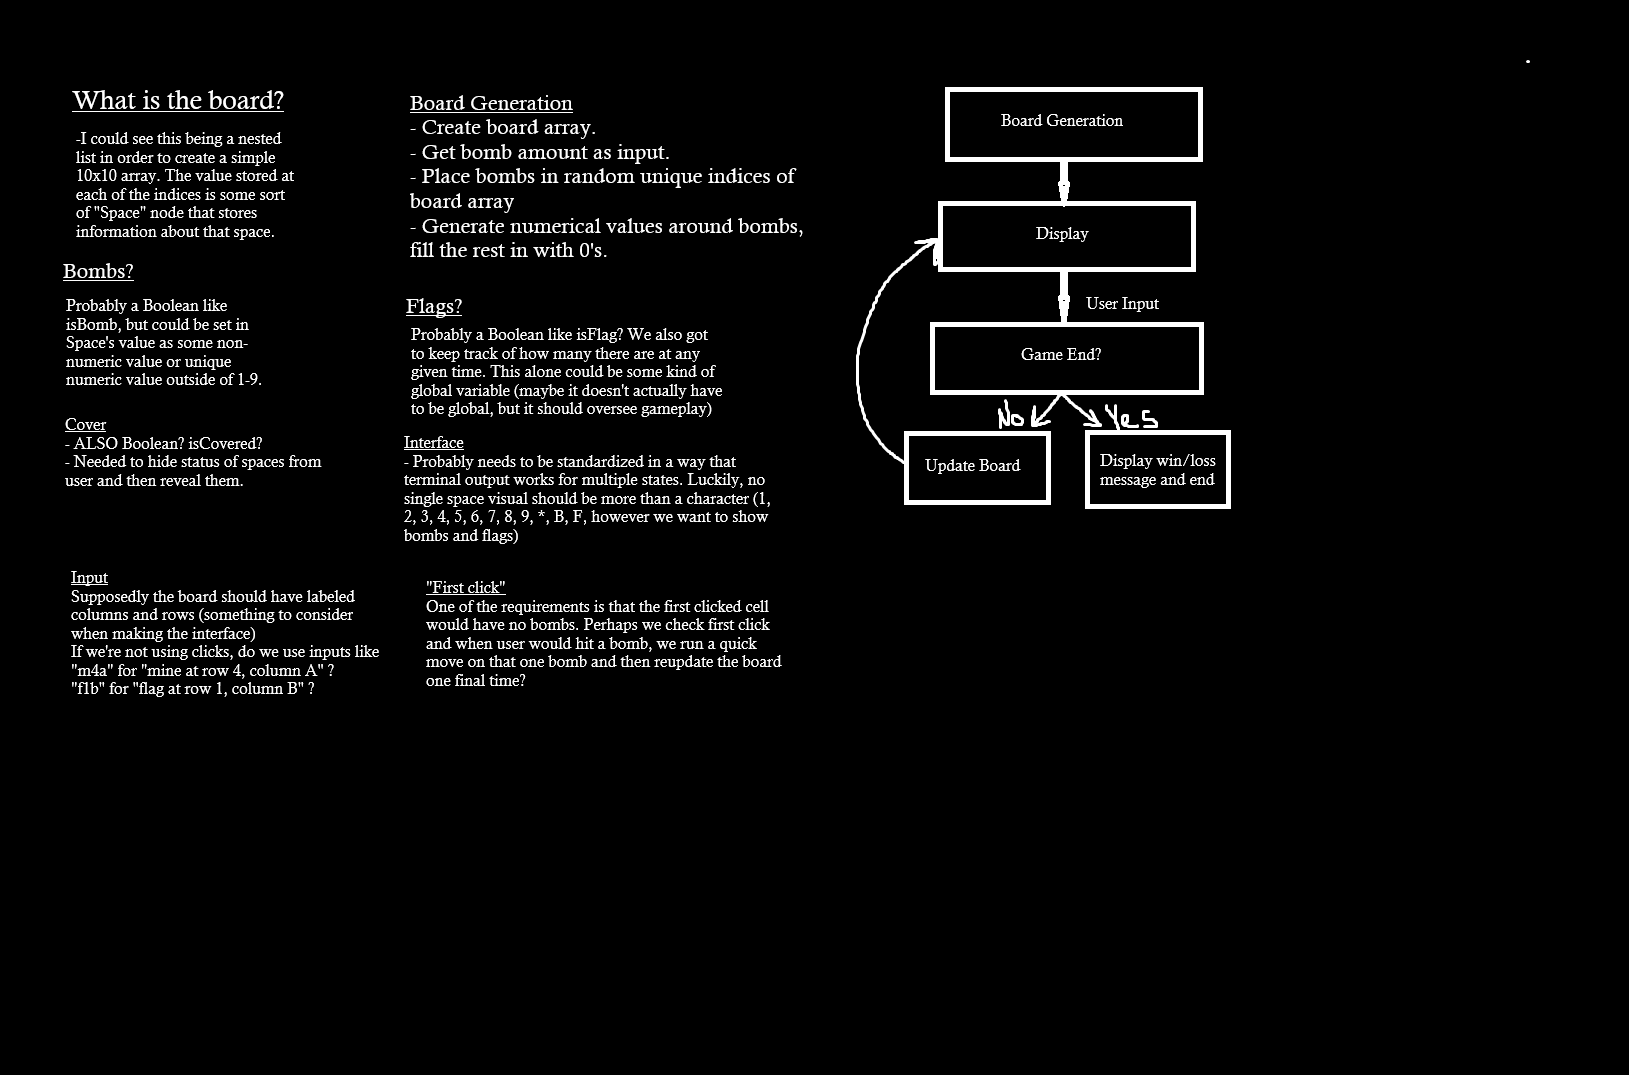 What is the board?
-I could see this being a nested
list in order to create a simple
10x10 array. The value stored at
each of the indices is some sort
of "Space" node that stores
information about that space.
Bombs?
Probably a Boolean like
isBomb, but could be set in
Space's value as some non-
numeric value or unique
numeric value outside of 1-9.
Cover
- ALSO Boolean? isCovered?
- Needed to hide status of spaces from
user and then reveal them.
Input
Supposedly the board should have labeled
columns and rows (something to consider
when making the interface)
If we're not using clicks, do we use inputs like
"m4a" for "mine at row 4, column A" ?
"f1b" for "flag at row 1, column B" ?
Board Generation
- Create board array.
- Get bomb amount as input.
- Place bombs in random unique indices of
board array
- Generate numerical values around bombs,
fill the rest in with 0's.
Flags?
Probably a Boolean like isFlag? We also got
to keep track of how many there are at any
given time. This alone could be some kind of
global variable (maybe it doesn't actually have
to be global, but it should oversee gameplay)
Interface
- Probably needs to be standardized in a way that
terminal output works for multiple states. Luckily, no
single space visual should be more than a character (1,
2, 3, 4, 5, 6, 7, 8, 9, *, B, F, however we want to show
bombs and flags)
"First click"
One of the requirements is that the first clicked cell
would have no bombs. Perhaps we check first click
and when user would hit a bomb, we run a quick
move on that one bomb and then reupdate the board
one final time?
Board Generation
Display
User Input
Game End?
No
Yes
Update Board
Display win/loss
message and end